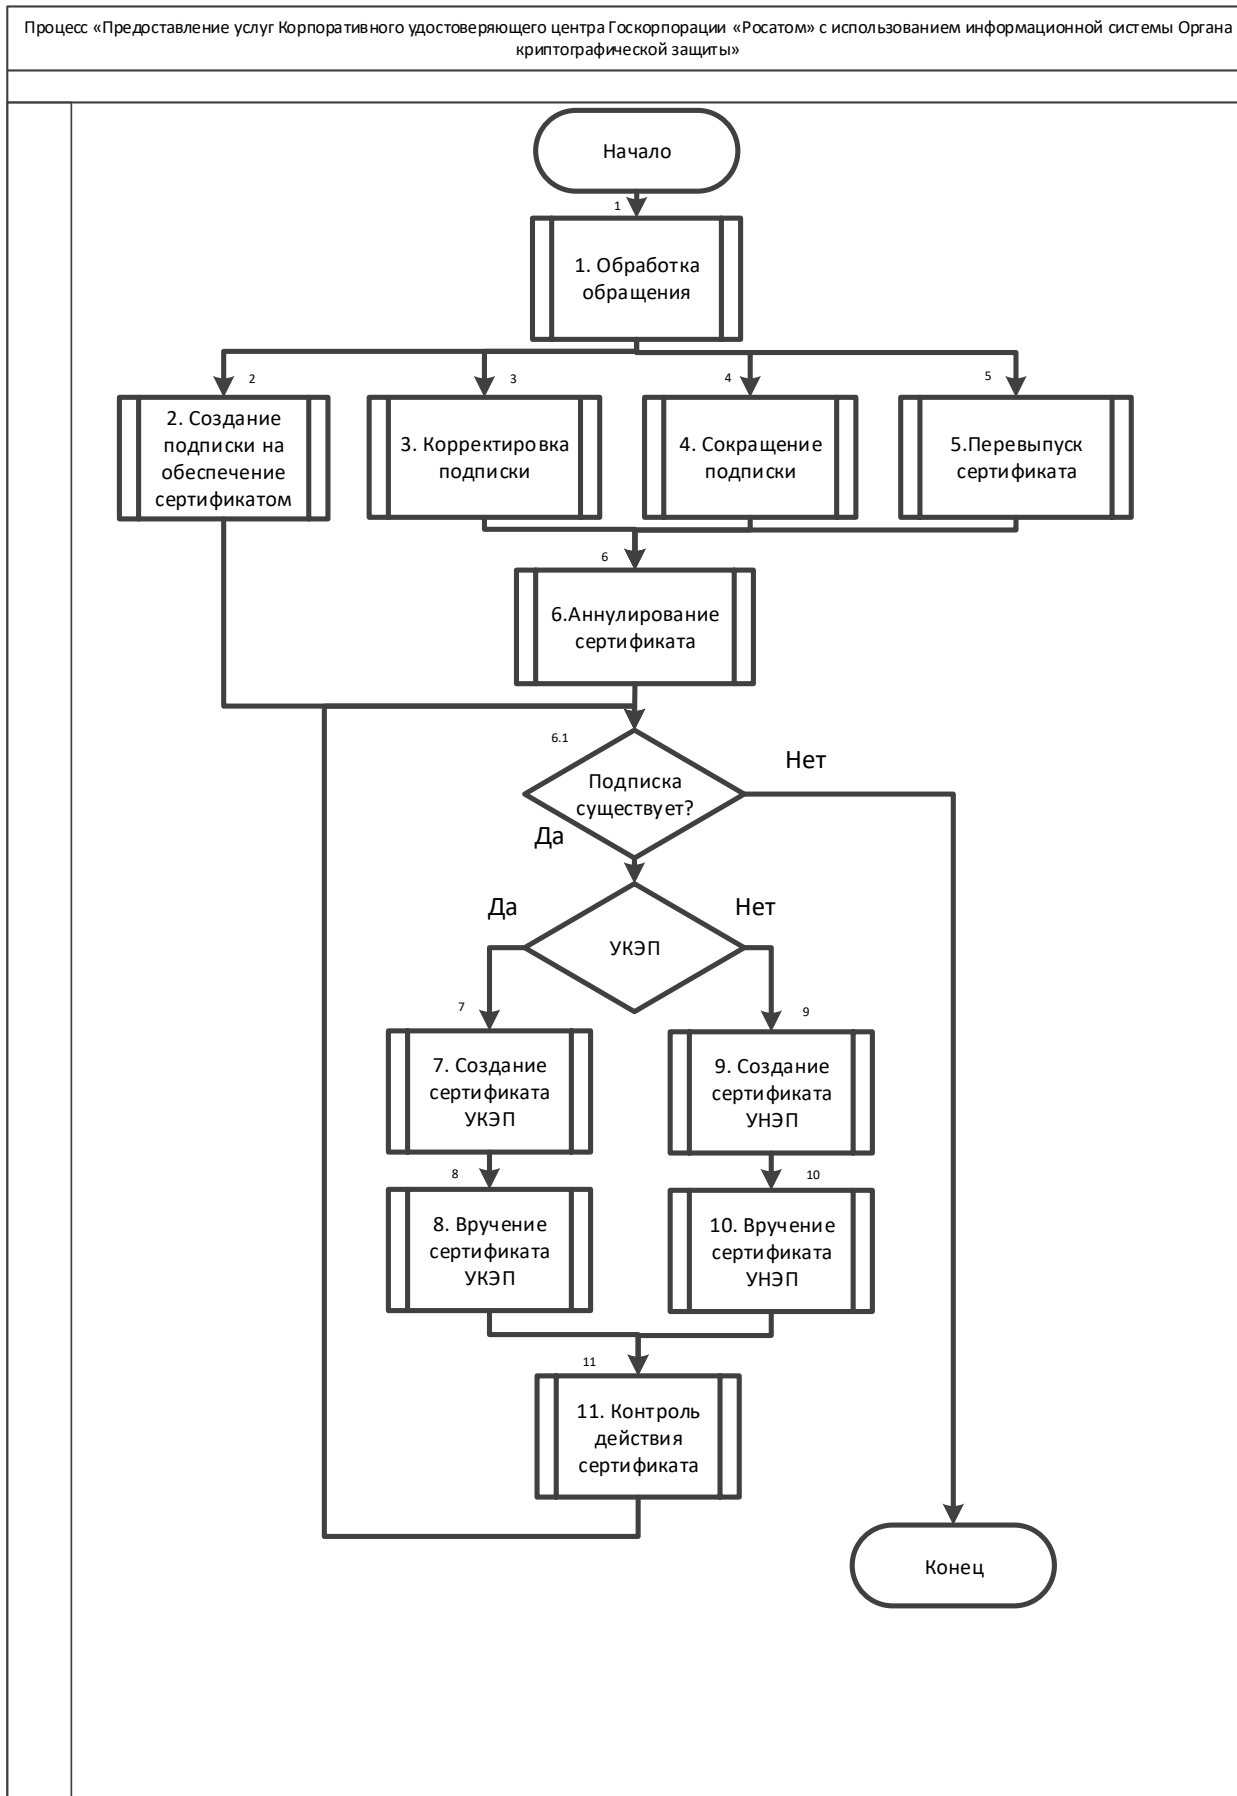 Процесс «Предоставление услуг Корпоративного удостоверяющего центра Госкорпорации «Росатом» с использованием информационной системы Органа
криптографической защиты»
Начало
1
1. Обработка
обращения
2
3
4
5
2. Создание
подписки на
обеспечение
сертификатом
3. Корректировка
подписки
4. Сокращение
подписки
5.Перевыпуск
сертификата
6
6.Аннулирование
сертификата
6.1
Нет
Подписка
существует?
Да
Да
Нет
УКЭП
7
9
7. Создание
сертификата
УКЭП
9. Создание
сертификата
УНЭП
8
10
8. Вручение
сертификата
УКЭП
10. Вручение
сертификата
УНЭП
11
11. Контроль
действия
сертификата
Конец